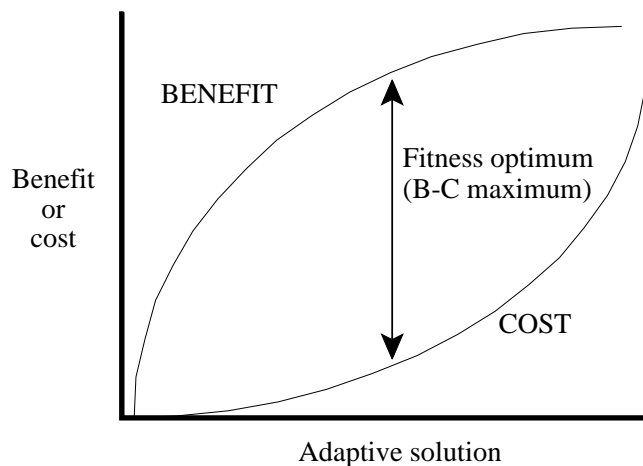 BENEFIT
Fitness optimum
(B-C maximum)
Benefit
or
cost
COST
Adaptive solution